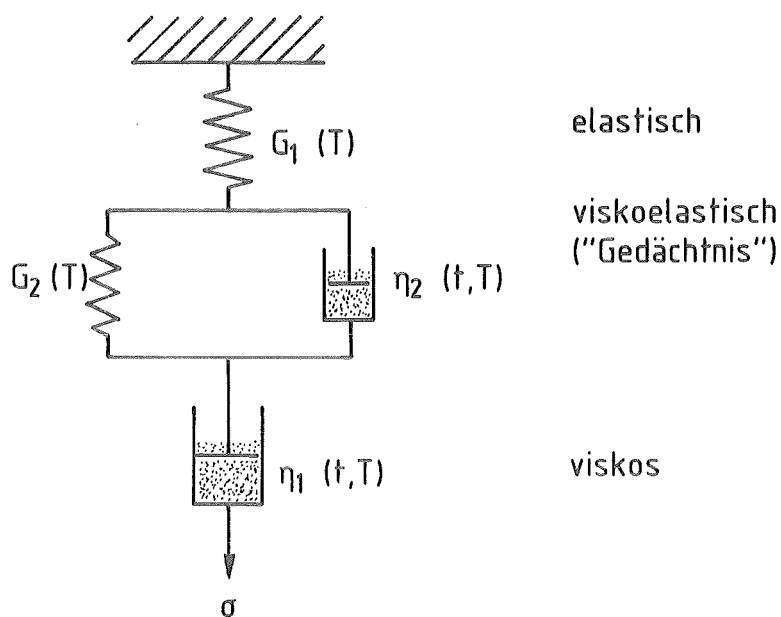 G₁ (T)
elastisch
viskoelastisch
("Gedächtnis")
G₂ (T)
η₂ (t,T)
η₁ (t,T)
viskos
σ